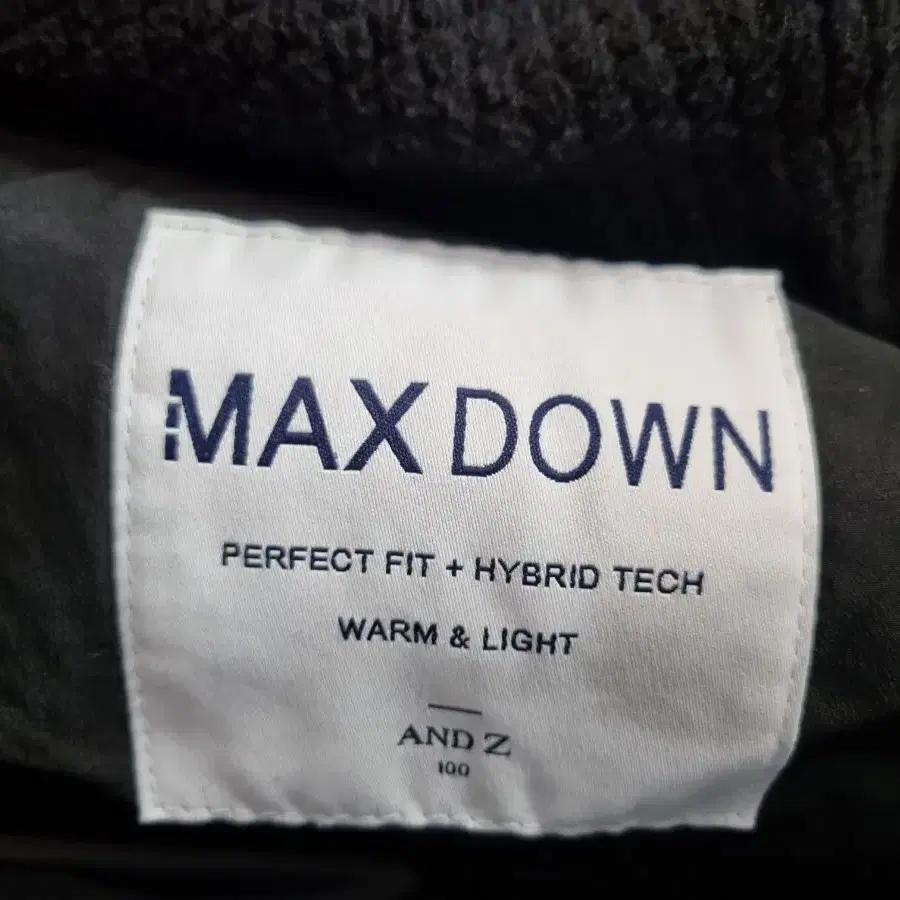 MAX DOWN
PERFECT FIT + HYBRID TECH
WARM & LIGHT
AND Z
100